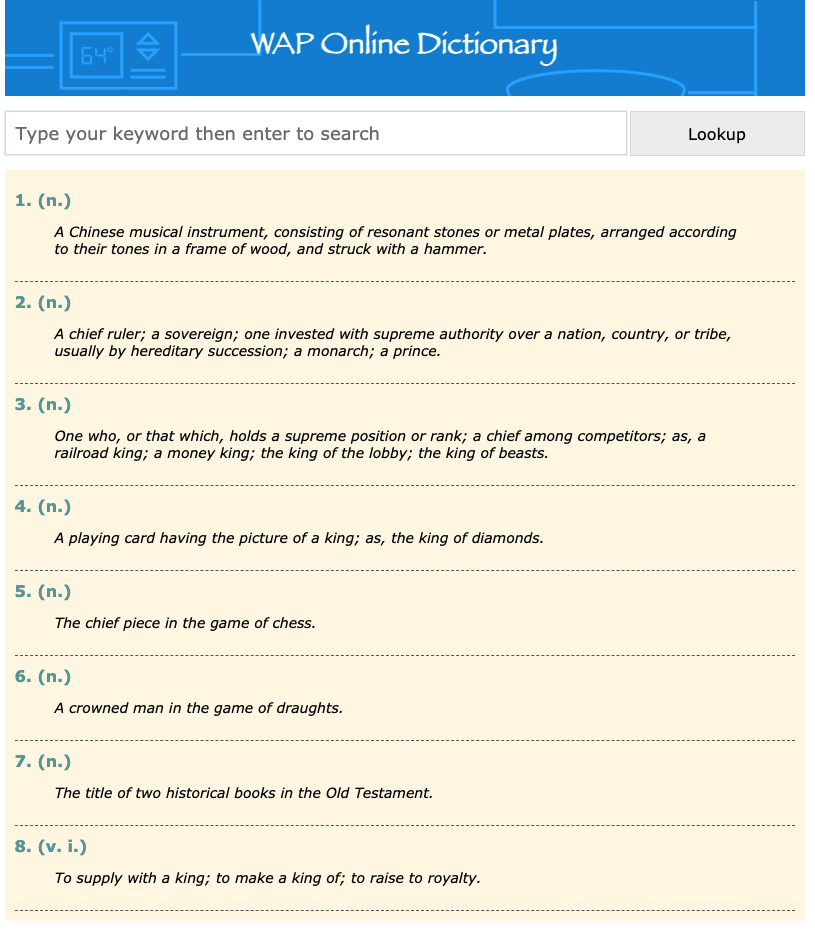 64°
WAP Online Dictionary
Type your keyword then enter to search
Lookup
1. (n.)
A Chinese musical instrument, consisting of resonant stones or metal plates, arranged according
to their tones in a frame of wood, and struck with a hammer.
2. (n.)
A chief ruler; a sovereign; one invested with supreme authority over a nation, country, or tribe,
usually by hereditary succession; a monarch; a prince.
3. (n.)
One who, or that which, holds a supreme position or rank; a chief among competitors; as, a
railroad king; a money king; the king of the lobby; the king of beasts.
4. (n.)
A playing card having the picture of a king; as, the king of diamonds.
5. (n.)
The chief piece in the game of chess.
6. (n.)
A crowned man in the game of draughts.
7. (n.)
The title of two historical books in the Old Testament.
8. (v. i.)
To supply with a king; to make a king of; to raise to royalty.